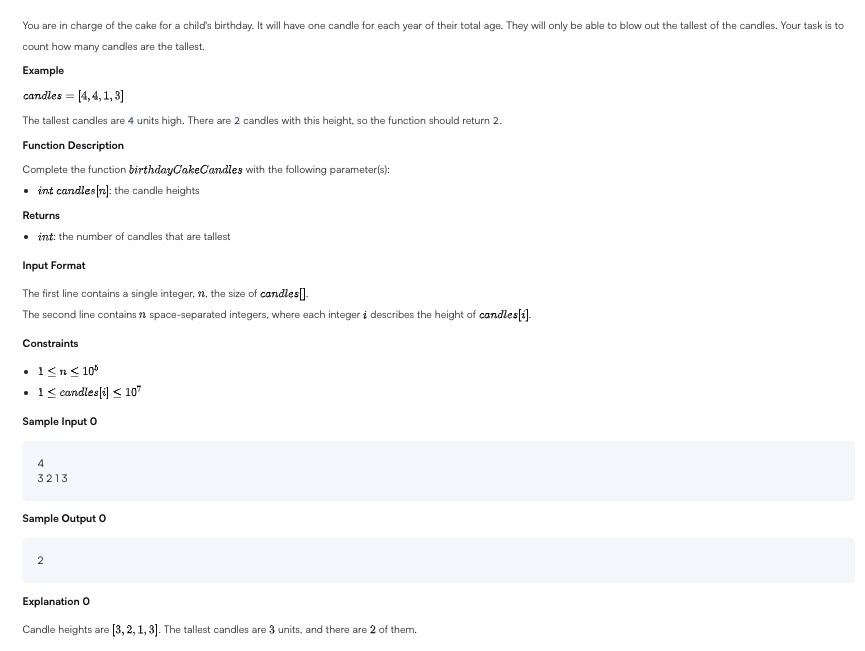 You are in charge of the cake for a child's birthday. It will have one candle for each year of their total age. They will only be able to blow out the tallest of the candles. Your task is to
count how many candles are the tallest.
Example
candles = [4, 4, 1, 3]
The tallest candles are 4 units high. There are 2 candles with this height, so the function should return 2.
Function Description
Complete the function birthdayCakeCandles with the following parameter(s):
• int candles[n]: the candle heights
Returns
• int: the number of candles that are tallest
Input Format
The first line contains a single integer, n, the size of candles[].
The second line contains n space-separated integers, where each integer i describes the height of candles[i].
Constraints
• 1 ≤ n ≤ 10⁵
• 1 ≤ candles[i] ≤ 10⁷
Sample Input 0
4
3 2 1 3
Sample Output 0
2
Explanation 0
Candle heights are [3, 2, 1, 3]. The tallest candles are 3 units, and there are 2 of them.